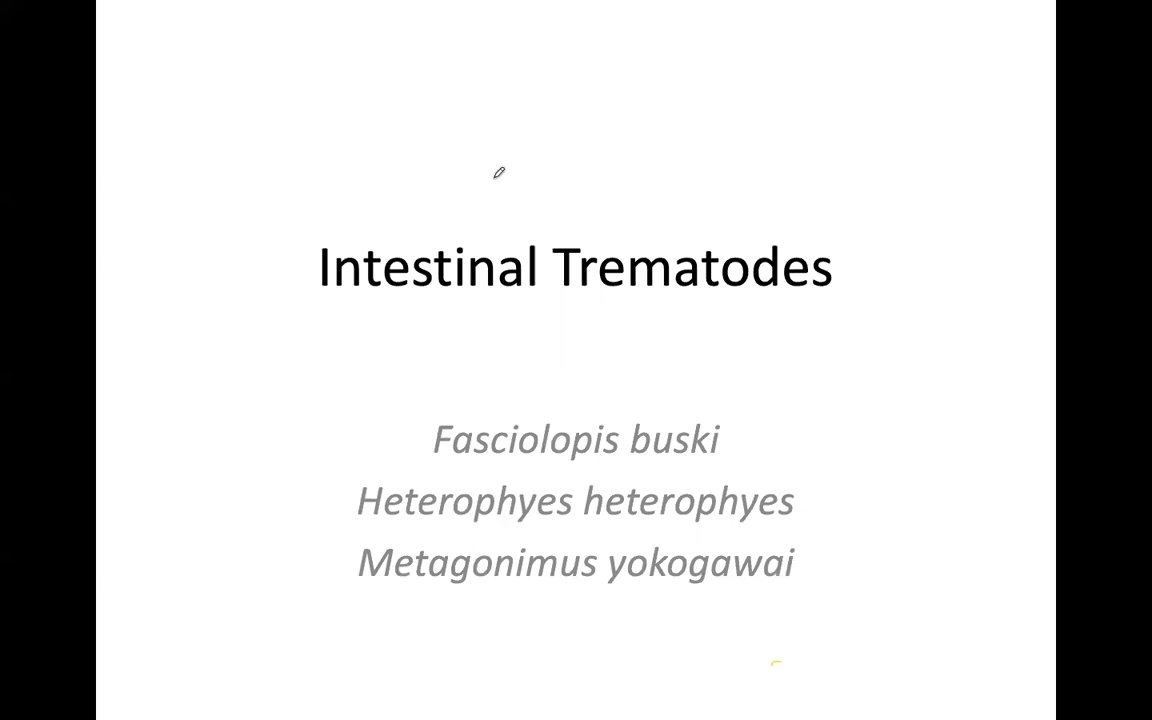 Intestinal Trematodes
Fasciolopis buski
Heterophyes heterophyes
Metagonimus yokogawai